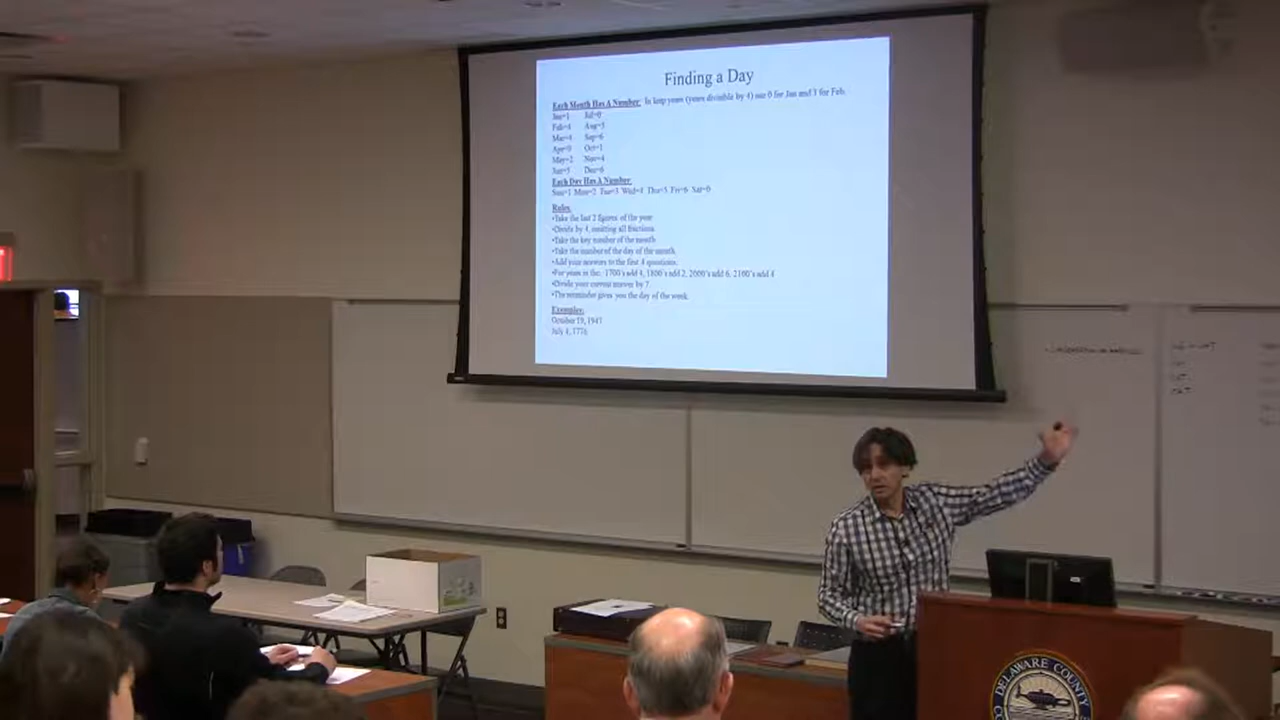 Finding a Day
Each Month Has A Number: In leap years (years divisible by 4) use 0 for Jan and 3 for Feb.
Jan=1 Jul=0
Feb=4 Aug=3
Mar=4 Sep=6
Apr=0 Oct=1
May=2 Nov=4
Jun=5 Dec=6
Each Day Has A Number:
Sun=1 Mon=2 Tue=3 Wed=4 Thu=5 Fri=6 Sat=0
Rules
•Take the last 2 figures of the year
•Divide by 4, omitting all fractions.
•Take the key number of the month
•Take the number of the day of the month.
•Add your answers to the first 4 questions.
•For years in the: 1700's add 4, 1800's add 2, 2000's add 6, 2100's add 4
•Divide your current answer by 7.
•The remainder gives you the day of the week.
Examples:
October 19, 1947
July 4, 1776
DELAWARE COUNTY